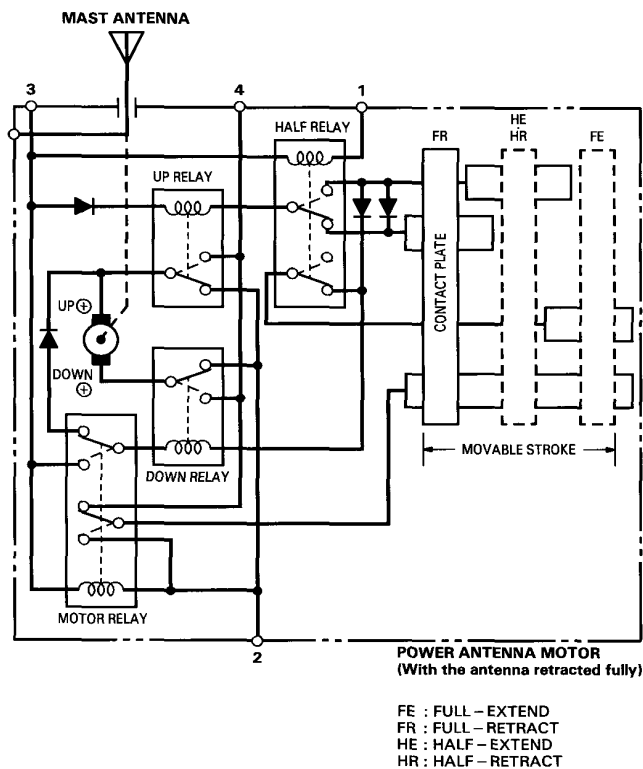 MAST ANTENNA
3
4
1
HALF RELAY
FR
HE
HR
FE
UP RELAY
CONTACT PLATE
UP ⊕
DOWN
⊕
DOWN RELAY
MOVABLE STROKE
MOTOR RELAY
2
POWER ANTENNA MOTOR
(With the antenna retracted fully)
FE : FULL – EXTEND
FR : FULL – RETRACT
HE : HALF – EXTEND
HR : HALF – RETRACT